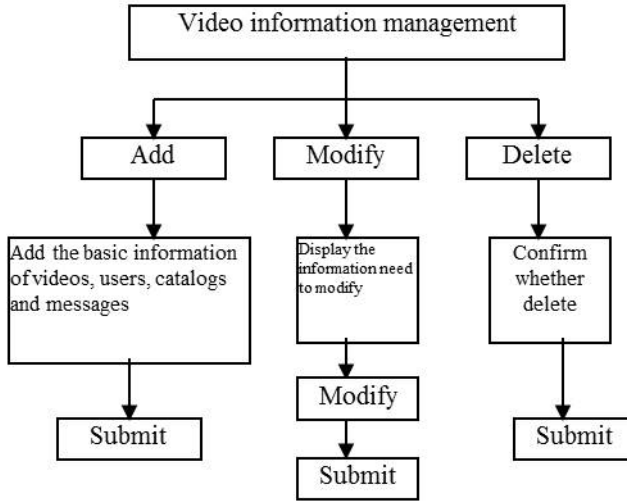 Video information management
Add
Modify
Delete
Add the basic information
of videos, users, catalogs
and messages
Display the
information need
to modify
Confirm
whether
delete
Modify
Submit
Submit
Submit